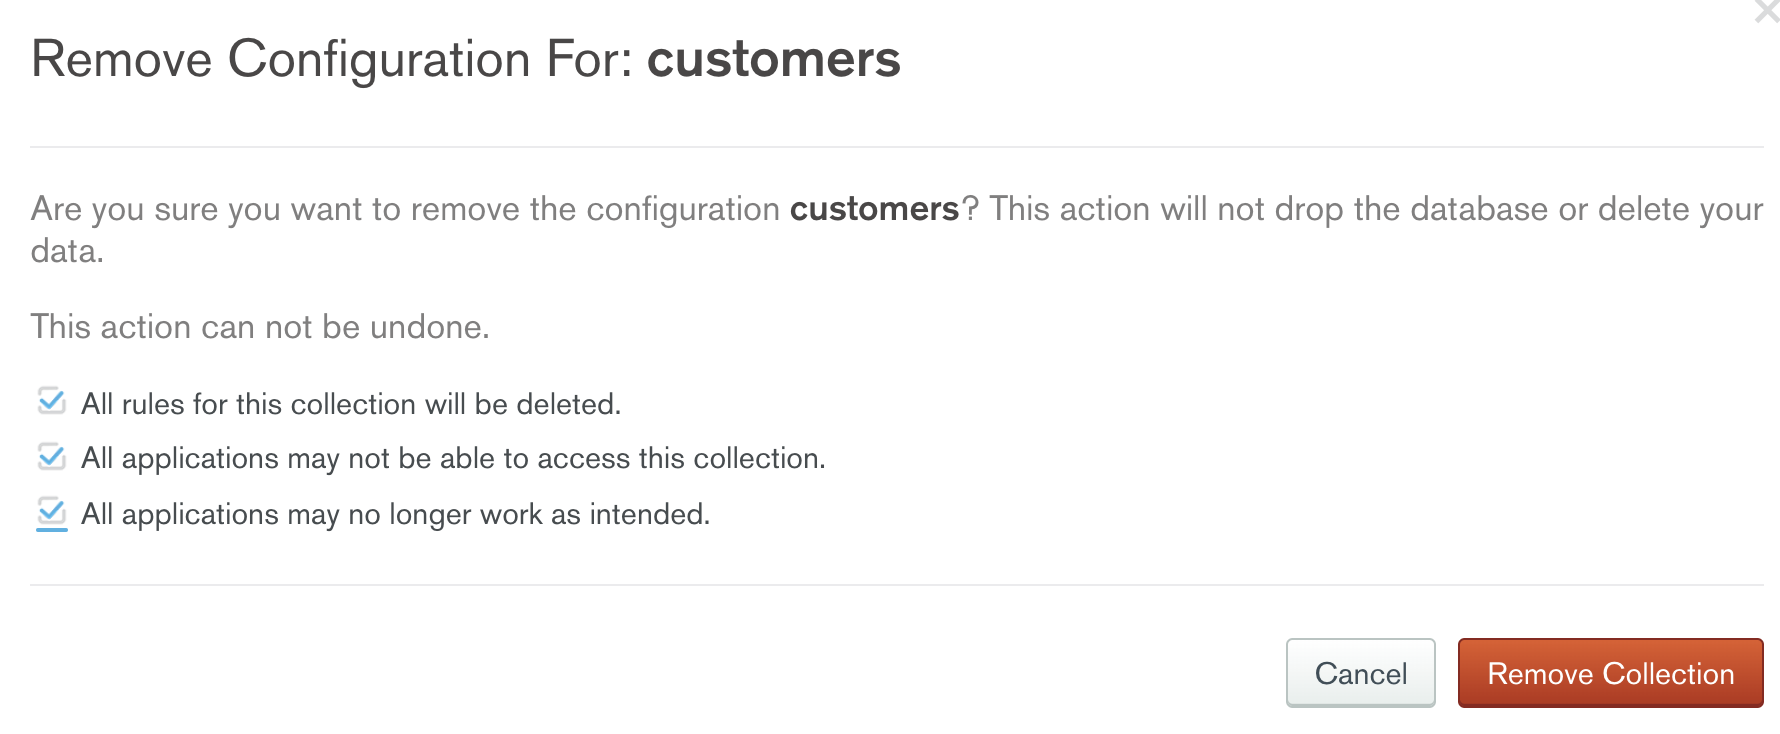 Remove Configuration For: customers
Are you sure you want to remove the configuration customers? This action will not drop the database or delete your
data.
This action can not be undone.
All rules for this collection will be deleted.
All applications may not be able to access this collection.
All applications may no longer work as intended.
Cancel
Remove Collection